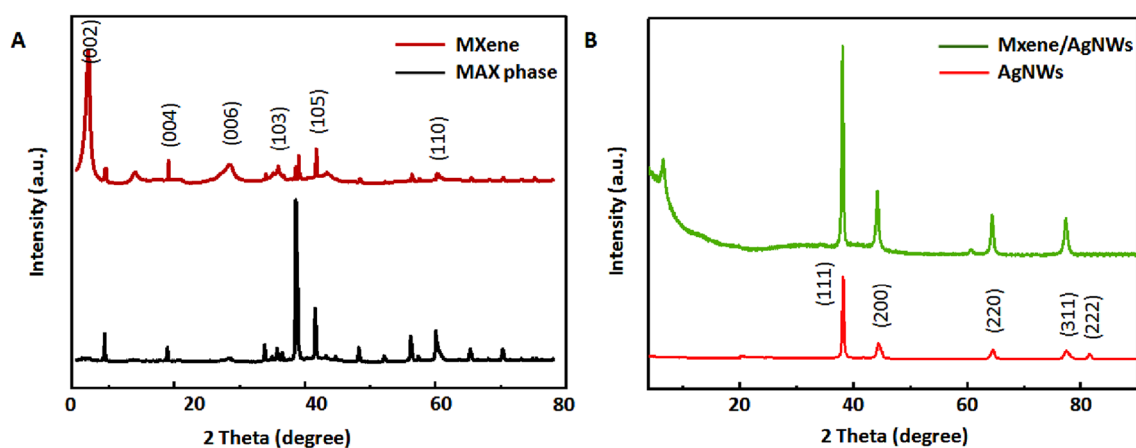 A
MXene
MAX phase
(002)
(004)
(006)
(103)
(105)
(110)
Intensity (a.u.)
0 20 40 60 80
2 Theta (degree)
B
Mxene/AgNWs
AgNWs
(111)
(200)
(220)
(311)
(222)
Intensity (a.u.)
20 40 60 80
2 Theta (degree)